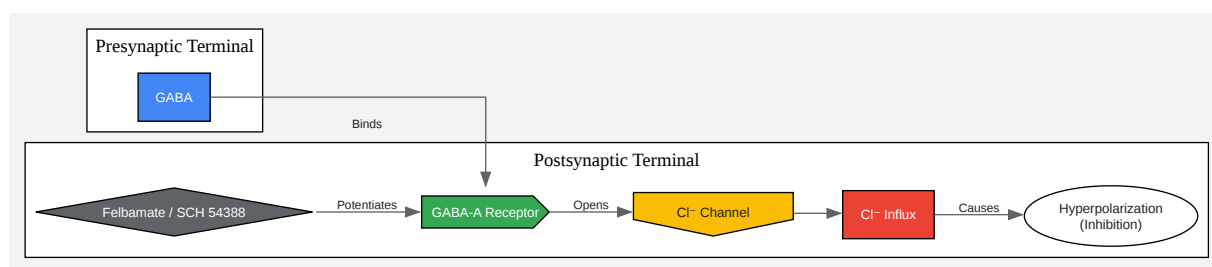 Presynaptic Terminal
GABA
Binds
Postsynaptic Terminal
Felbamate / SCH 54388
Potentiates
GABA-A Receptor
Opens
Cl⁻ Channel
Cl⁻ Influx
Causes
Hyperpolarization
(Inhibition)